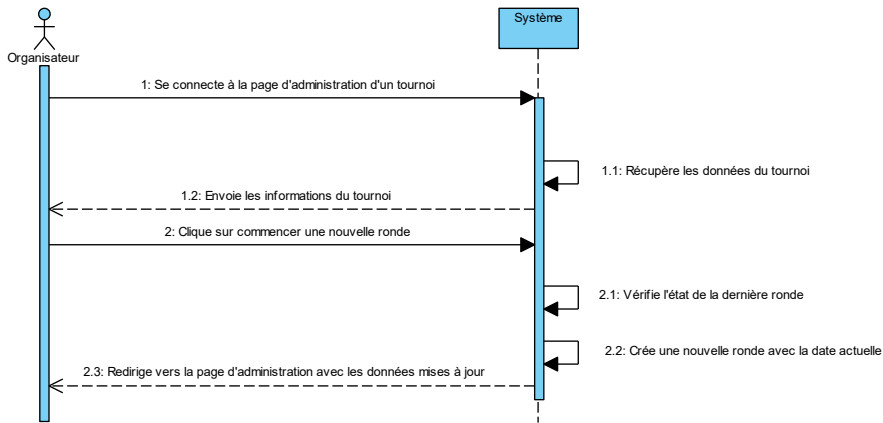 Système
Organisateur
1: Se connecte à la page d'administration d'un tournoi
1.1: Récupère les données du tournoi
1.2: Envoie les informations du tournoi
2: Clique sur commencer une nouvelle ronde
2.1: Vérifie l'état de la dernière ronde
2.2: Crée une nouvelle ronde avec la date actuelle
2.3: Redirige vers la page d'administration avec les données mises à jour